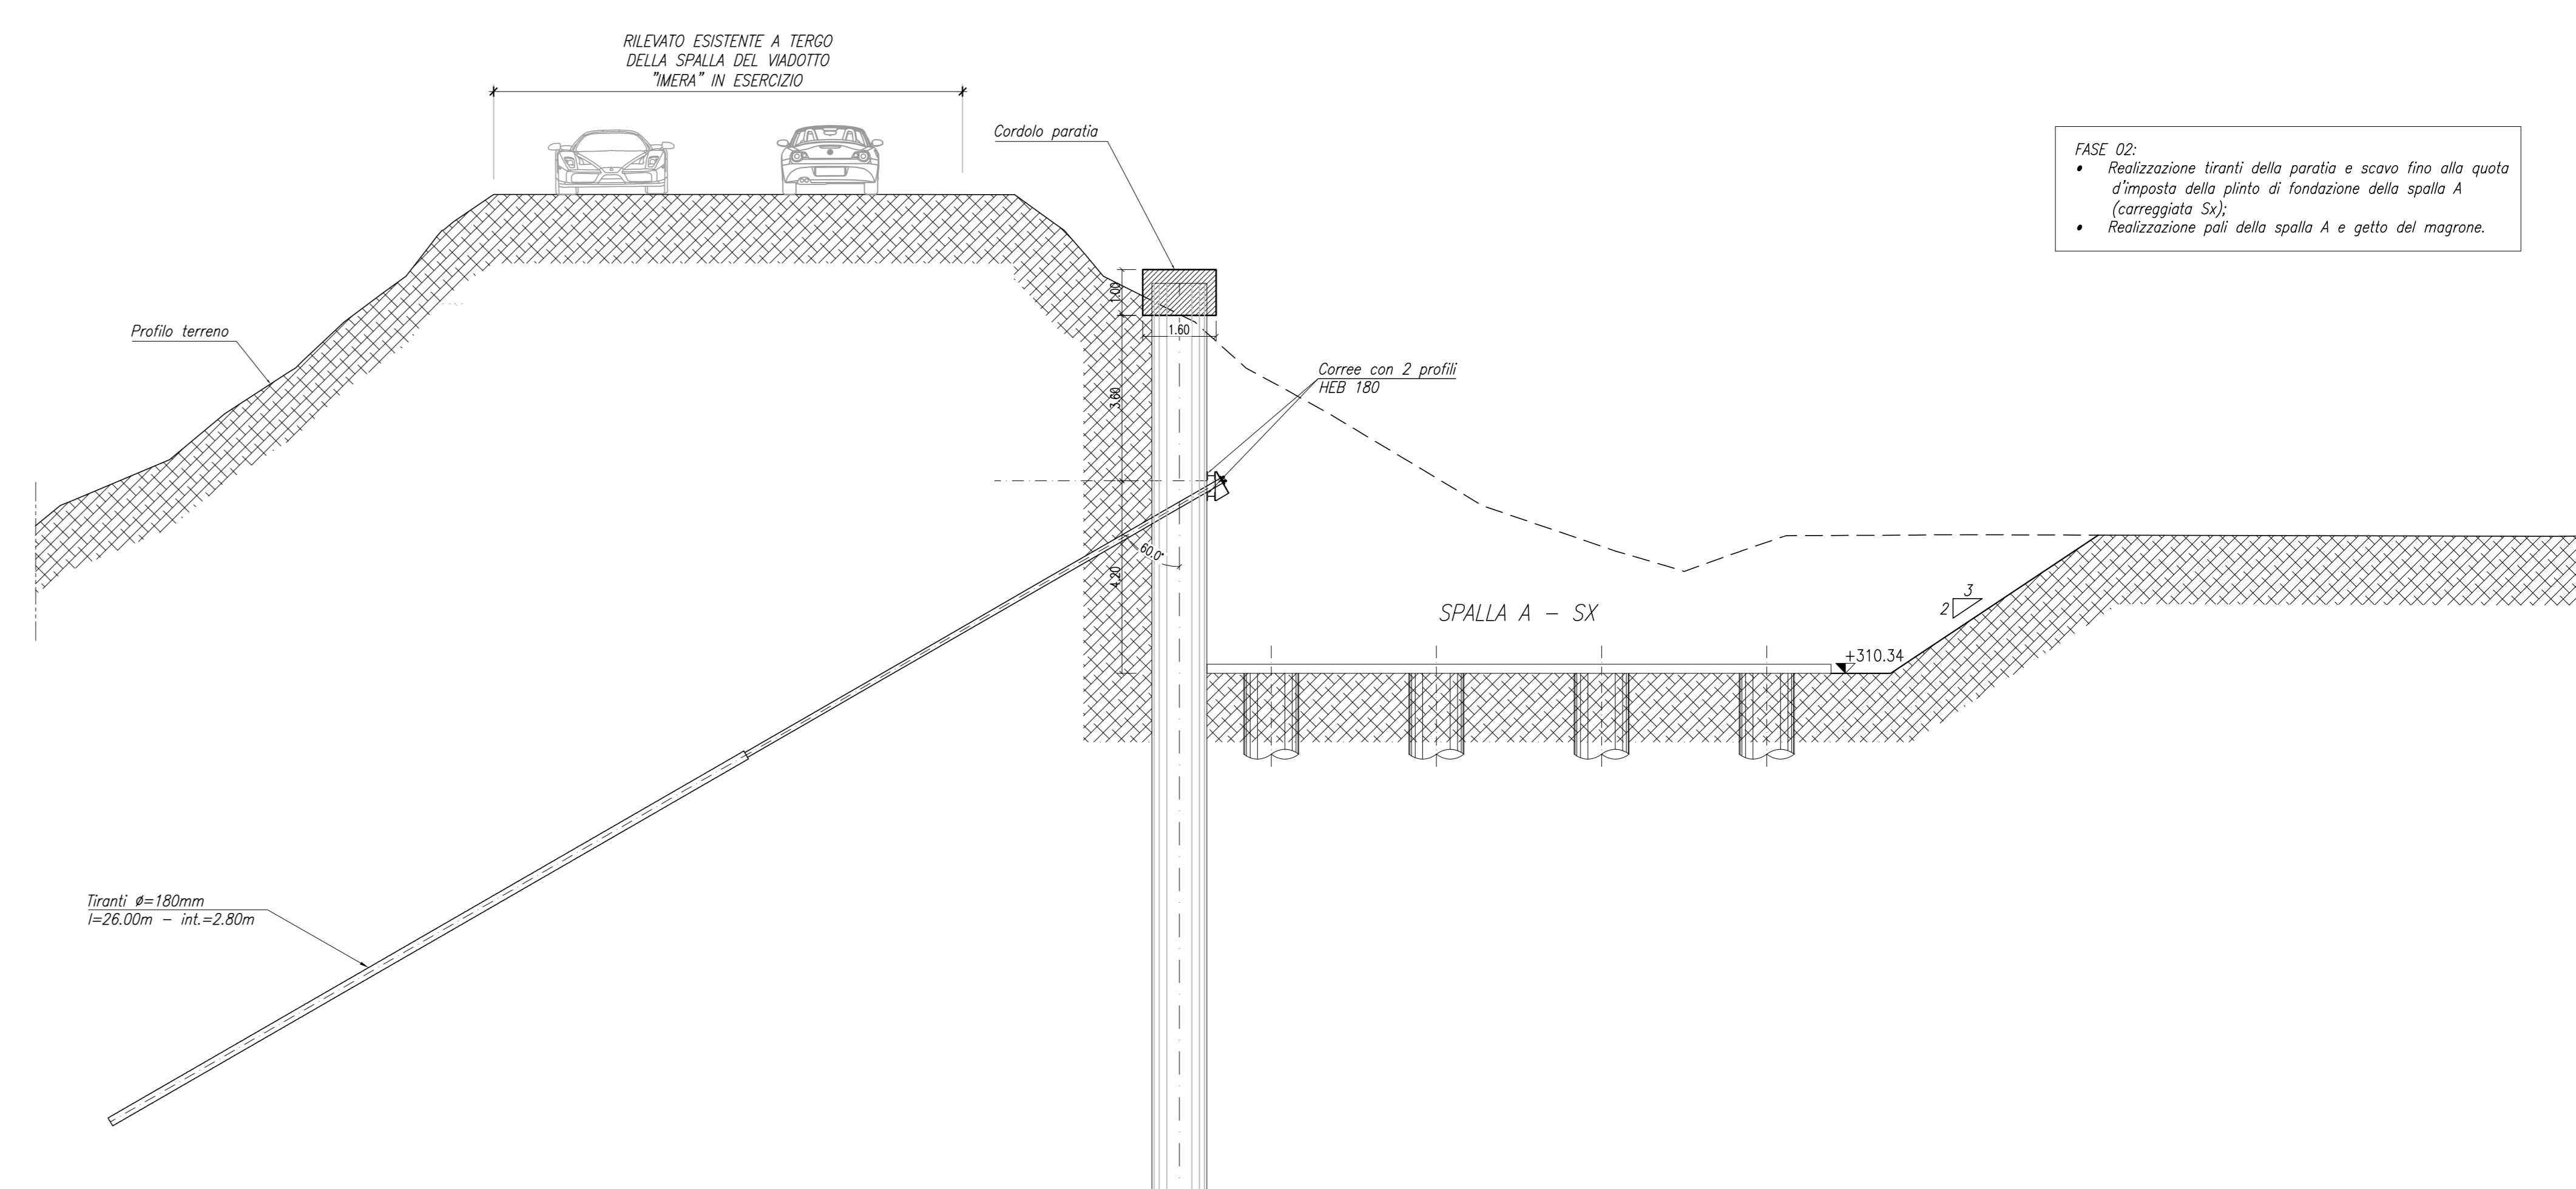 RILEVATO ESISTENTE A TERGO
DELLA SPALLA DEL VIADOTTO
"IMERA" IN ESERCIZIO
Cordolo paratia
FASE 02:
• Realizzazione tiranti della paratia e scavo fino alla quota
d'imposta della plinto di fondazione della spalla A
(carreggiata Sx);
• Realizzazione pali della spalla A e getto del magrone.
1.00
1.60
Profilo terreno
Corree con 2 profili
HEB 180
3.60
60.0°
4.20
SPALLA A - SX
3
2
+310.34
Tiranti ø=180mm
l=26.00m - int.=2.80m